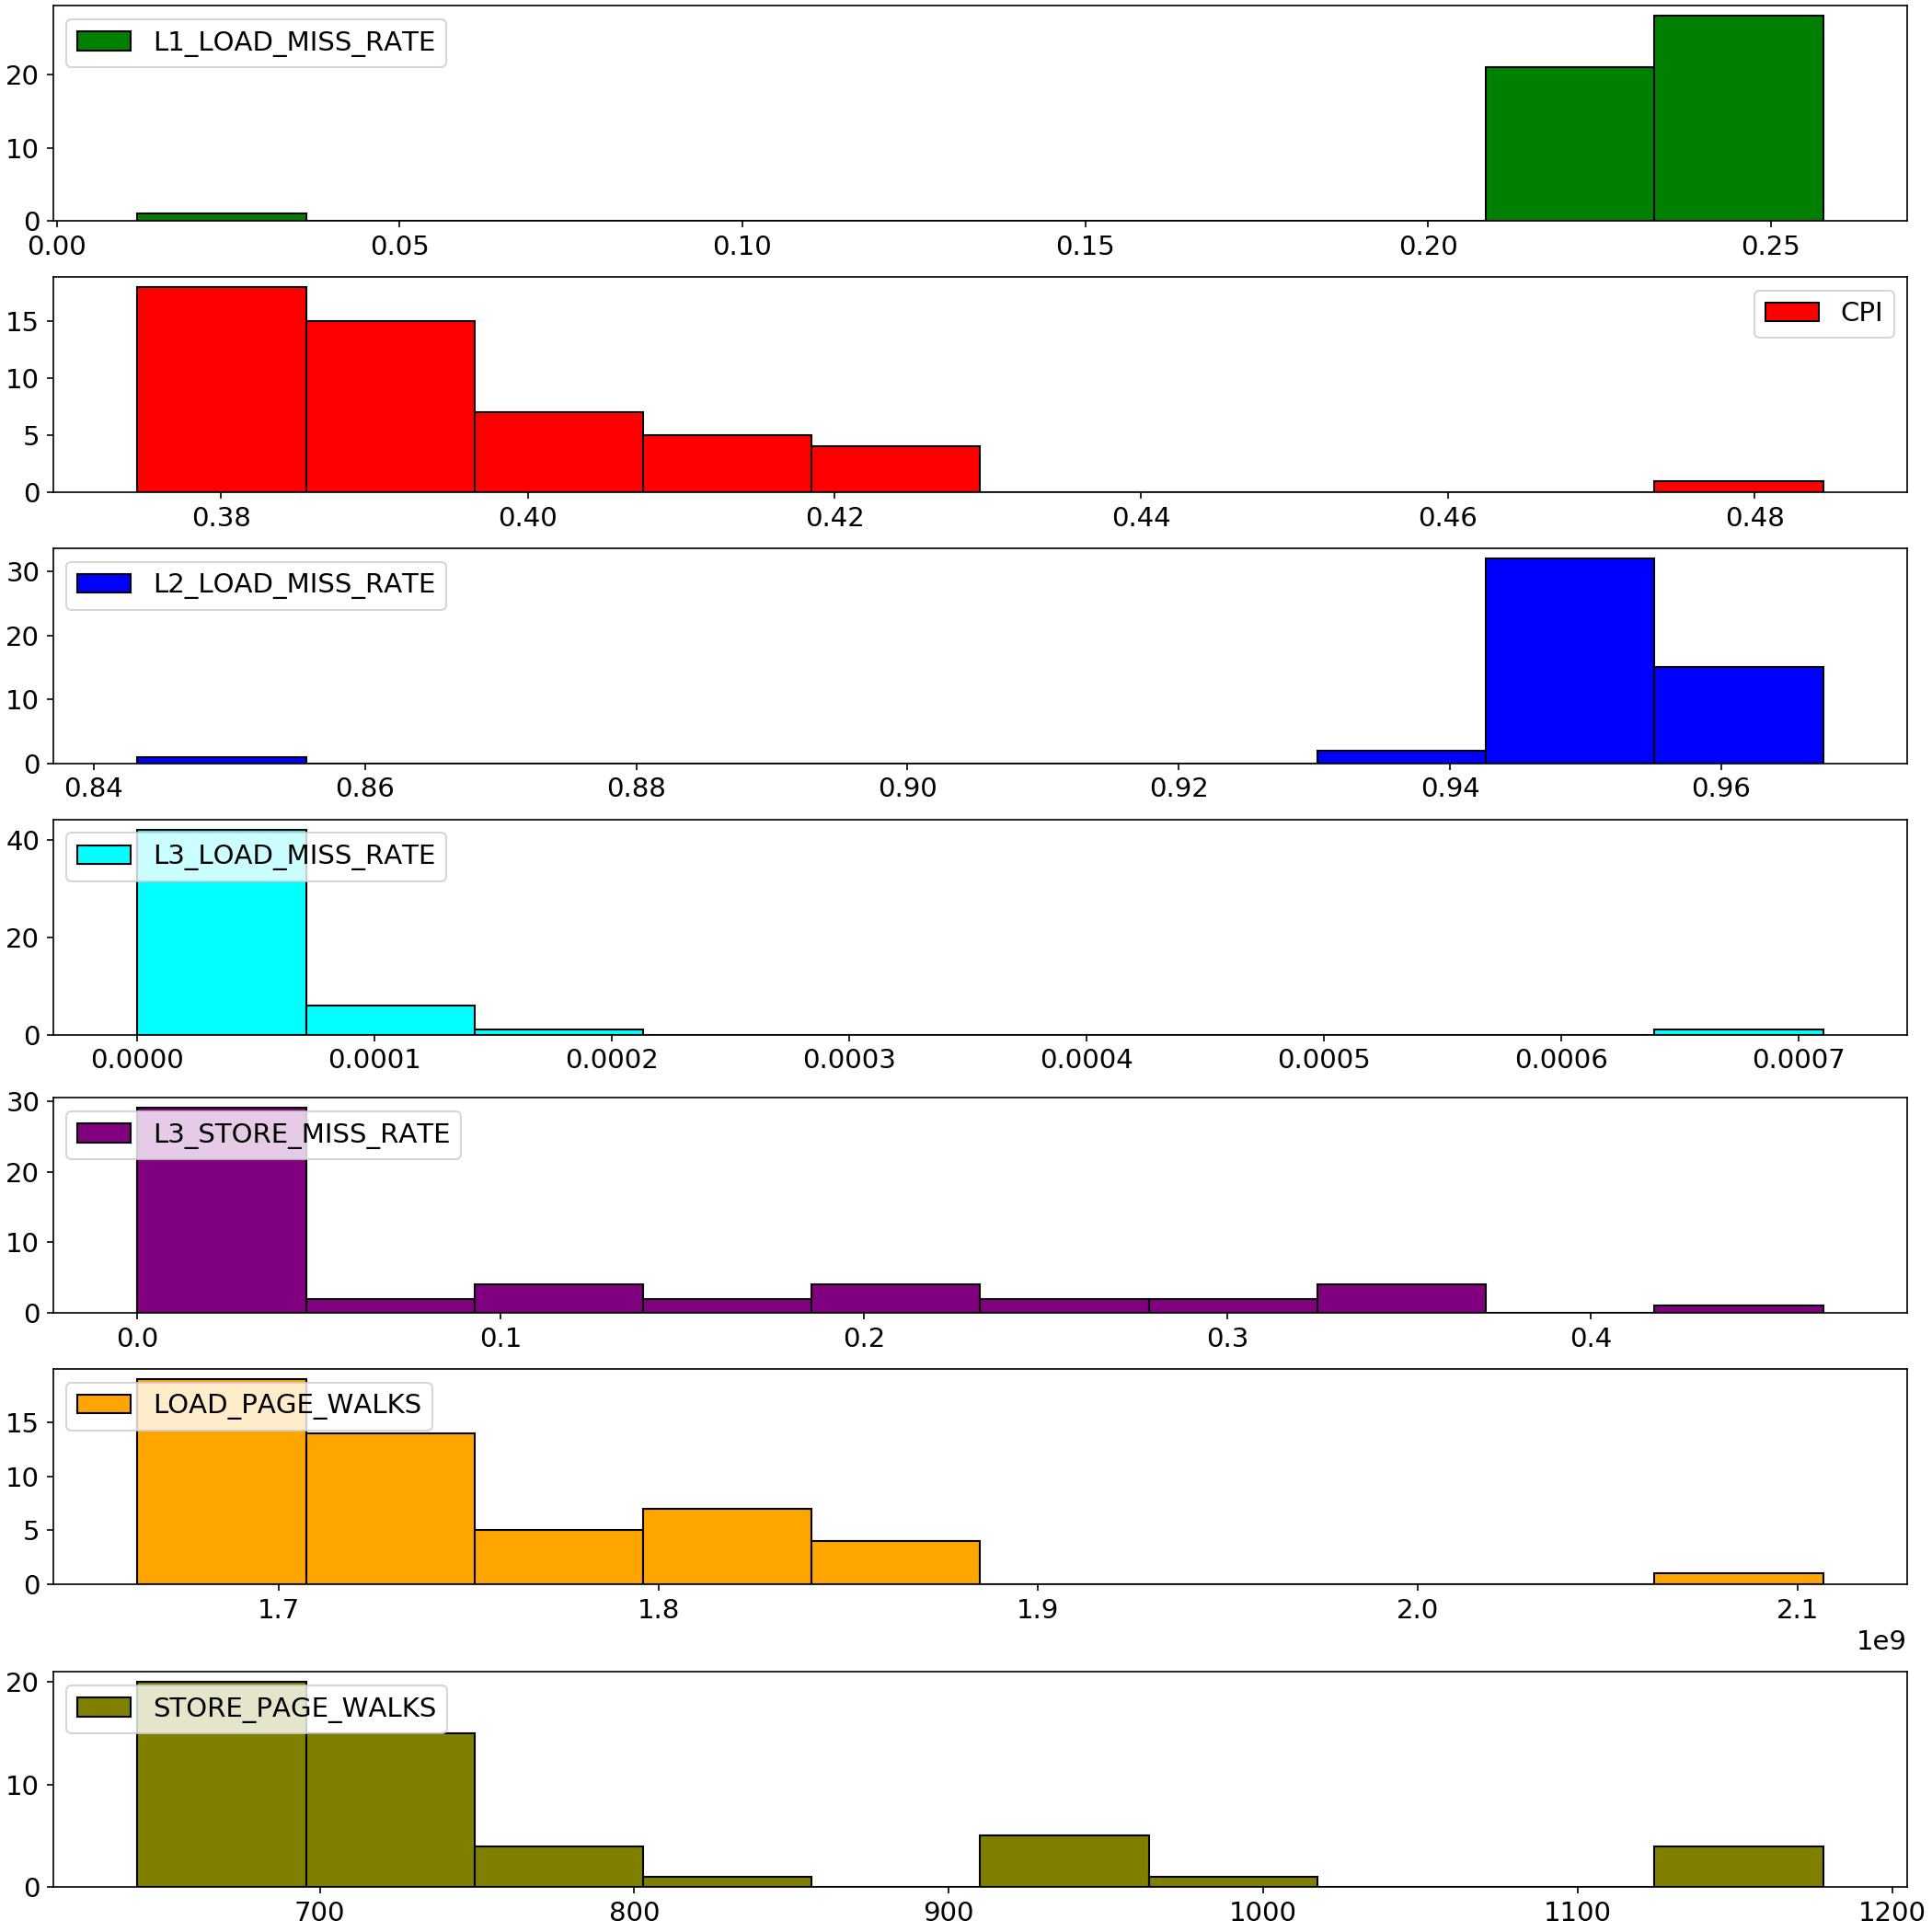 L1_LOAD_MISS_RATE
20
10
0
0.00 0.05 0.10 0.15 0.20 0.25
CPI
15
10
5
0
0.38 0.40 0.42 0.44 0.46 0.48
L2_LOAD_MISS_RATE
30
20
10
0
0.84 0.86 0.88 0.90 0.92 0.94 0.96
L3_LOAD_MISS_RATE
40
20
0
0.0000 0.0001 0.0002 0.0003 0.0004 0.0005 0.0006 0.0007
L3_STORE_MISS_RATE
30
20
10
0
0.0 0.1 0.2 0.3 0.4
LOAD_PAGE_WALKS
15
10
5
0
1.7 1.8 1.9 2.0 2.1
1e9
STORE_PAGE_WALKS
20
10
0
700 800 900 1000 1100 1200